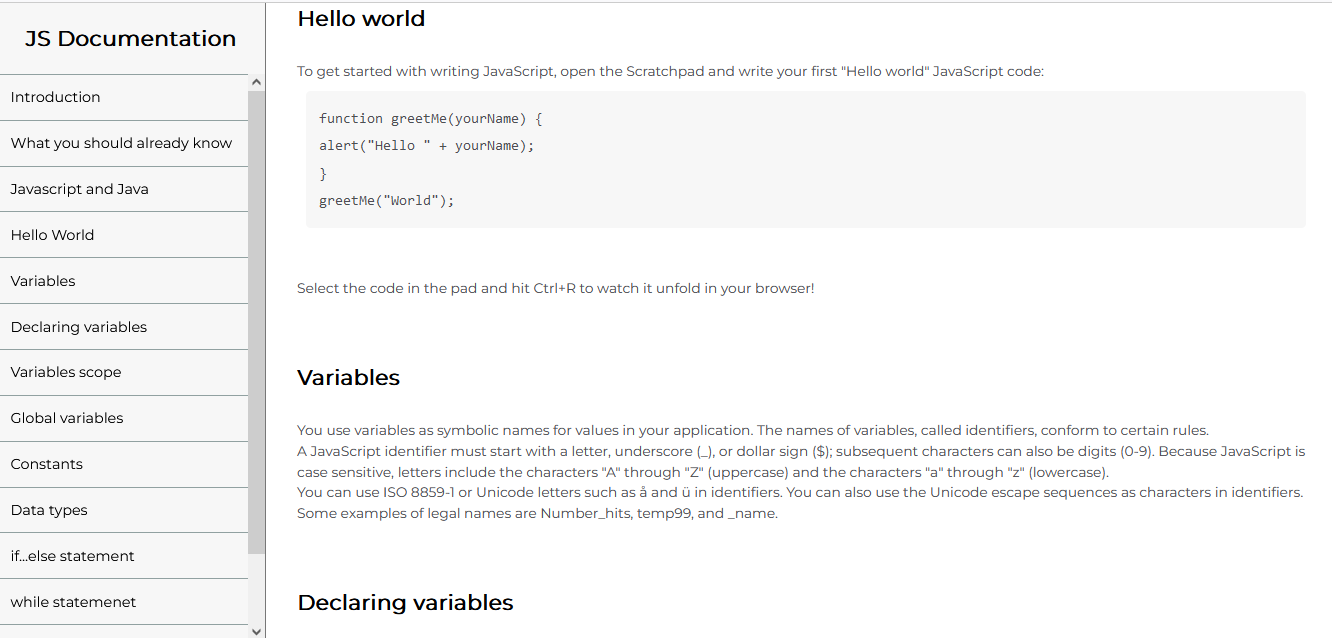 JS Documentation
Introduction
What you should already know
Javascript and Java
Hello World
Variables
Declaring variables
Variables scope
Global variables
Constants
Data types
if...else statement
while statemenet
Hello world
To get started with writing JavaScript, open the Scratchpad and write your first "Hello world" JavaScript code:
function greetMe(yourName) {
alert("Hello " + yourName);
}
greetMe("World");
Select the code in the pad and hit Ctrl+R to watch it unfold in your browser!
Variables
You use variables as symbolic names for values in your application. The names of variables, called identifiers, conform to certain rules.
A JavaScript identifier must start with a letter, underscore (_), or dollar sign ($); subsequent characters can also be digits (0-9). Because JavaScript is
case sensitive, letters include the characters "A" through "Z" (uppercase) and the characters "a" through "z" (lowercase).
You can use ISO 8859-1 or Unicode letters such as å and ü in identifiers. You can also use the Unicode escape sequences as characters in identifiers.
Some examples of legal names are Number_hits, temp99, and _name.
Declaring variables